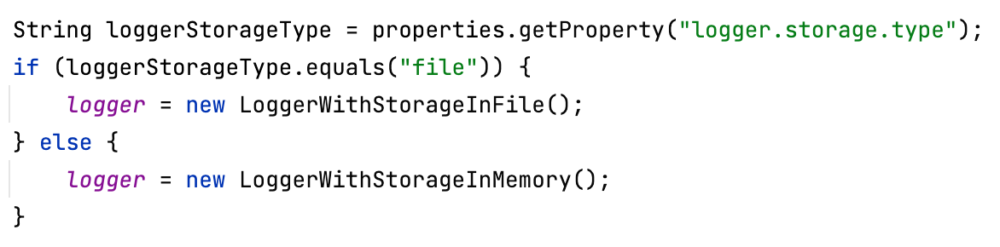 String loggerStorageType = properties.getProperty("logger.storage.type");
if (loggerStorageType.equals("file")) {
    logger = new LoggerWithStorageInFile();
} else {
    logger = new LoggerWithStorageInMemory();
}